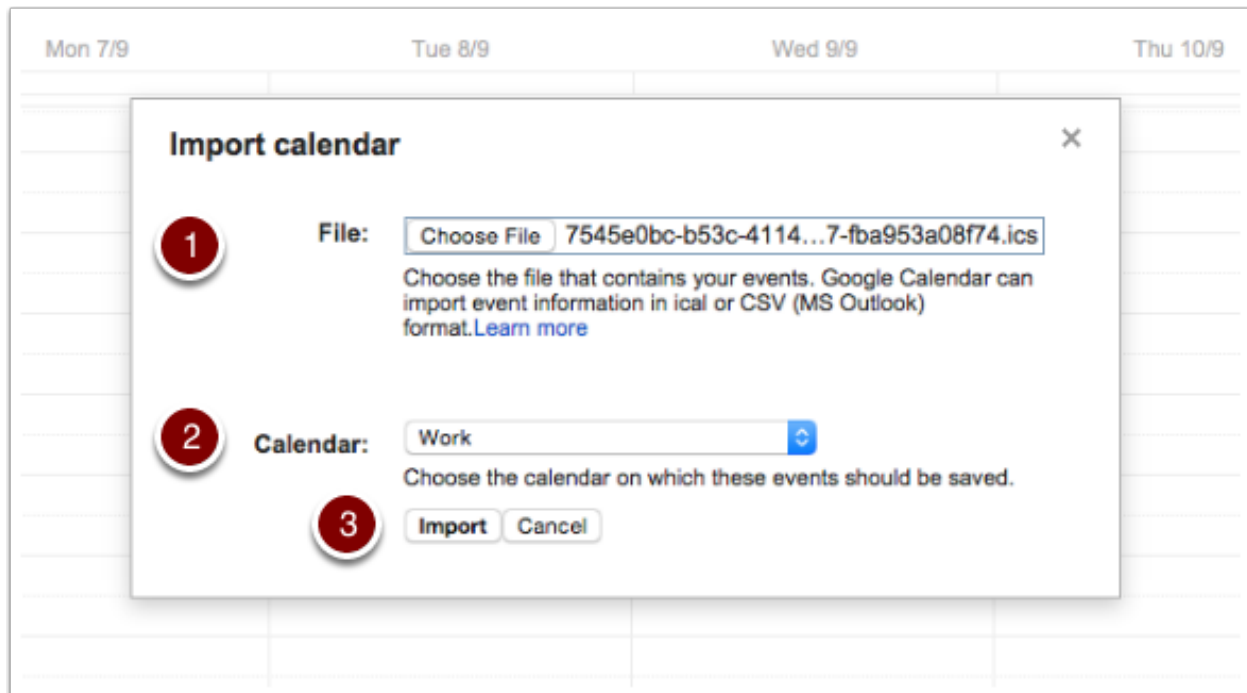 Mon 7/9 Tue 8/9 Wed 9/9 Thu 10/9
Import calendar ×
1 File: Choose File 7545e0bc-b53c-4114...7-fba953a08f74.ics
Choose the file that contains your events. Google Calendar can
import event information in ical or CSV (MS Outlook)
format.Learn more
2 Calendar: Work
Choose the calendar on which these events should be saved.
3 Import Cancel